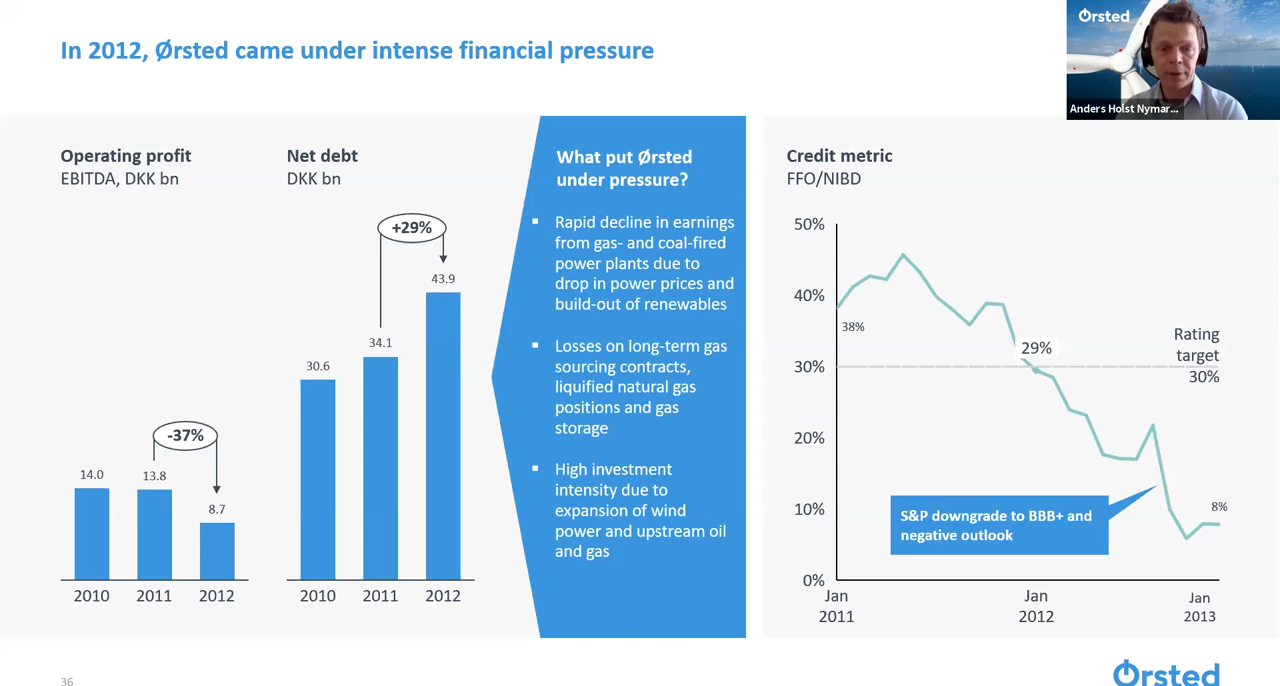 In 2012, Ørsted came under intense financial pressure
Ørsted
Anders Holst Nymar...
Operating profit
EBITDA, DKK bn
-37%
14.0
13.8
8.7
2010
2011
2012
Net debt
DKK bn
+29%
30.6
34.1
43.9
2010
2011
2012
What put Ørsted
under pressure?
▪ Rapid decline in earnings
from gas- and coal-fired
power plants due to
drop in power prices and
build-out of renewables
▪ Losses on long-term gas
sourcing contracts,
liquified natural gas
positions and gas
storage
▪ High investment
intensity due to
expansion of wind
power and upstream oil
and gas
Credit metric
FFO/NIBD
50%
40%
30%
20%
10%
0%
38%
29%
Rating
target
30%
S&P downgrade to BBB+ and
negative outlook
8%
Jan
2011
Jan
2012
Jan
2013
36
Ørsted